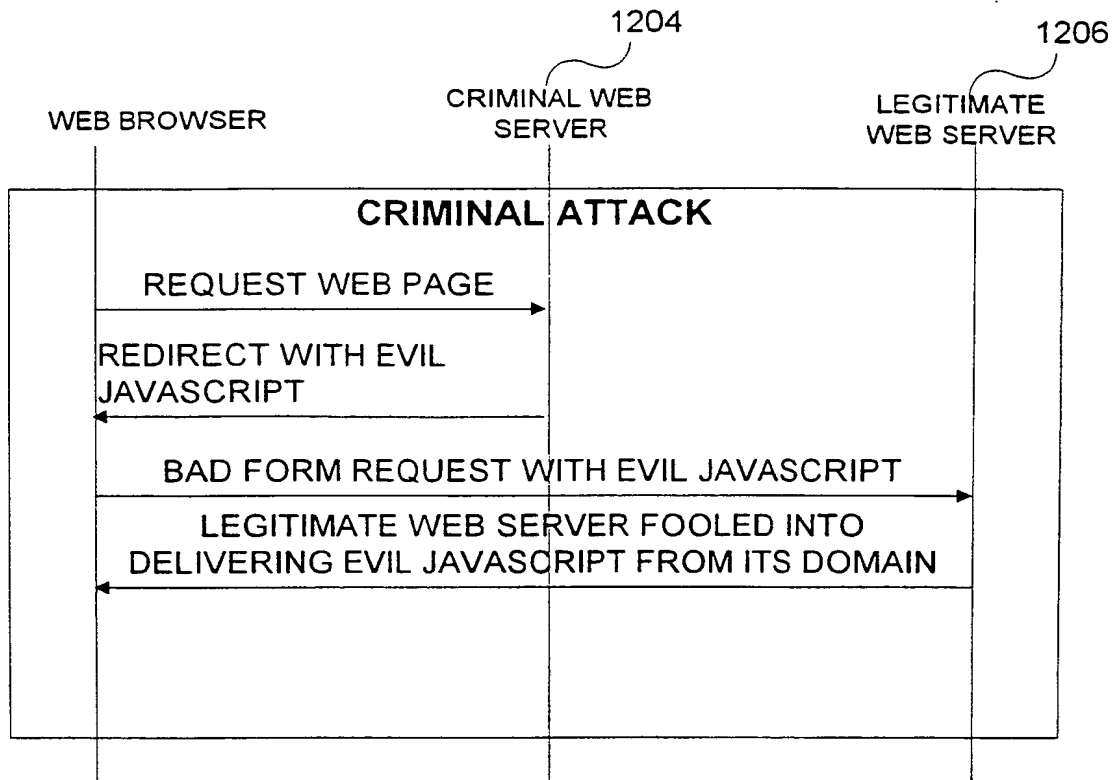 1204
1206
WEB BROWSER
CRIMINAL WEB
SERVER
LEGITIMATE
WEB SERVER
CRIMINAL ATTACK
REQUEST WEB PAGE
REDIRECT WITH EVIL
JAVASCRIPT
BAD FORM REQUEST WITH EVIL JAVASCRIPT
LEGITIMATE WEB SERVER FOOLED INTO
DELIVERING EVIL JAVASCRIPT FROM ITS DOMAIN